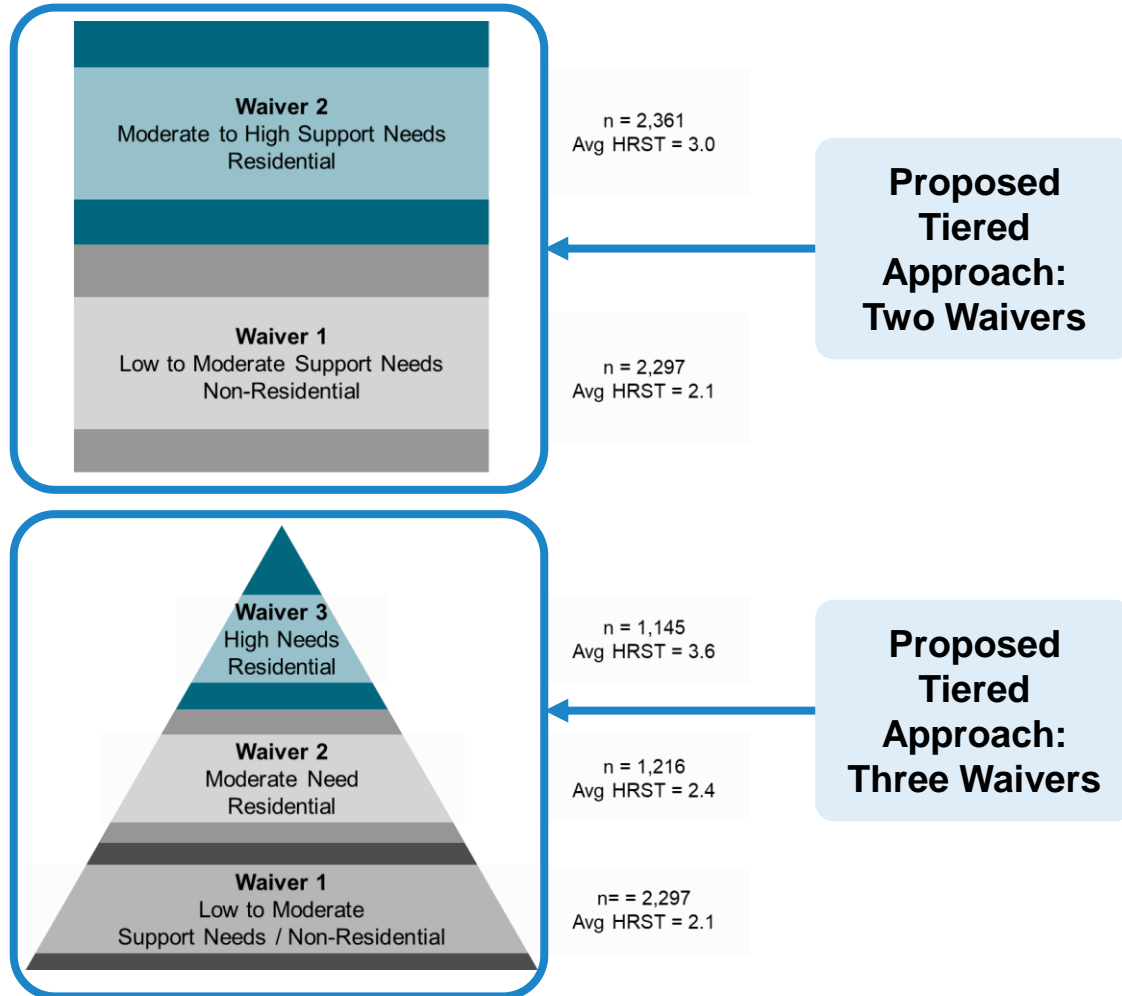 Waiver 2
Moderate to High Support Needs
Residential
n = 2,361
Avg HRST = 3.0
Waiver 1
Low to Moderate Support Needs
Non-Residential
n = 2,297
Avg HRST = 2.1
Proposed
Tiered
Approach:
Two Waivers
Waiver 3
High Needs
Residential
n = 1,145
Avg HRST = 3.6
Waiver 2
Moderate Need
Residential
n = 1,216
Avg HRST = 2.4
Waiver 1
Low to Moderate
Support Needs / Non-Residential
n= = 2,297
Avg HRST = 2.1
Proposed
Tiered
Approach:
Three Waivers